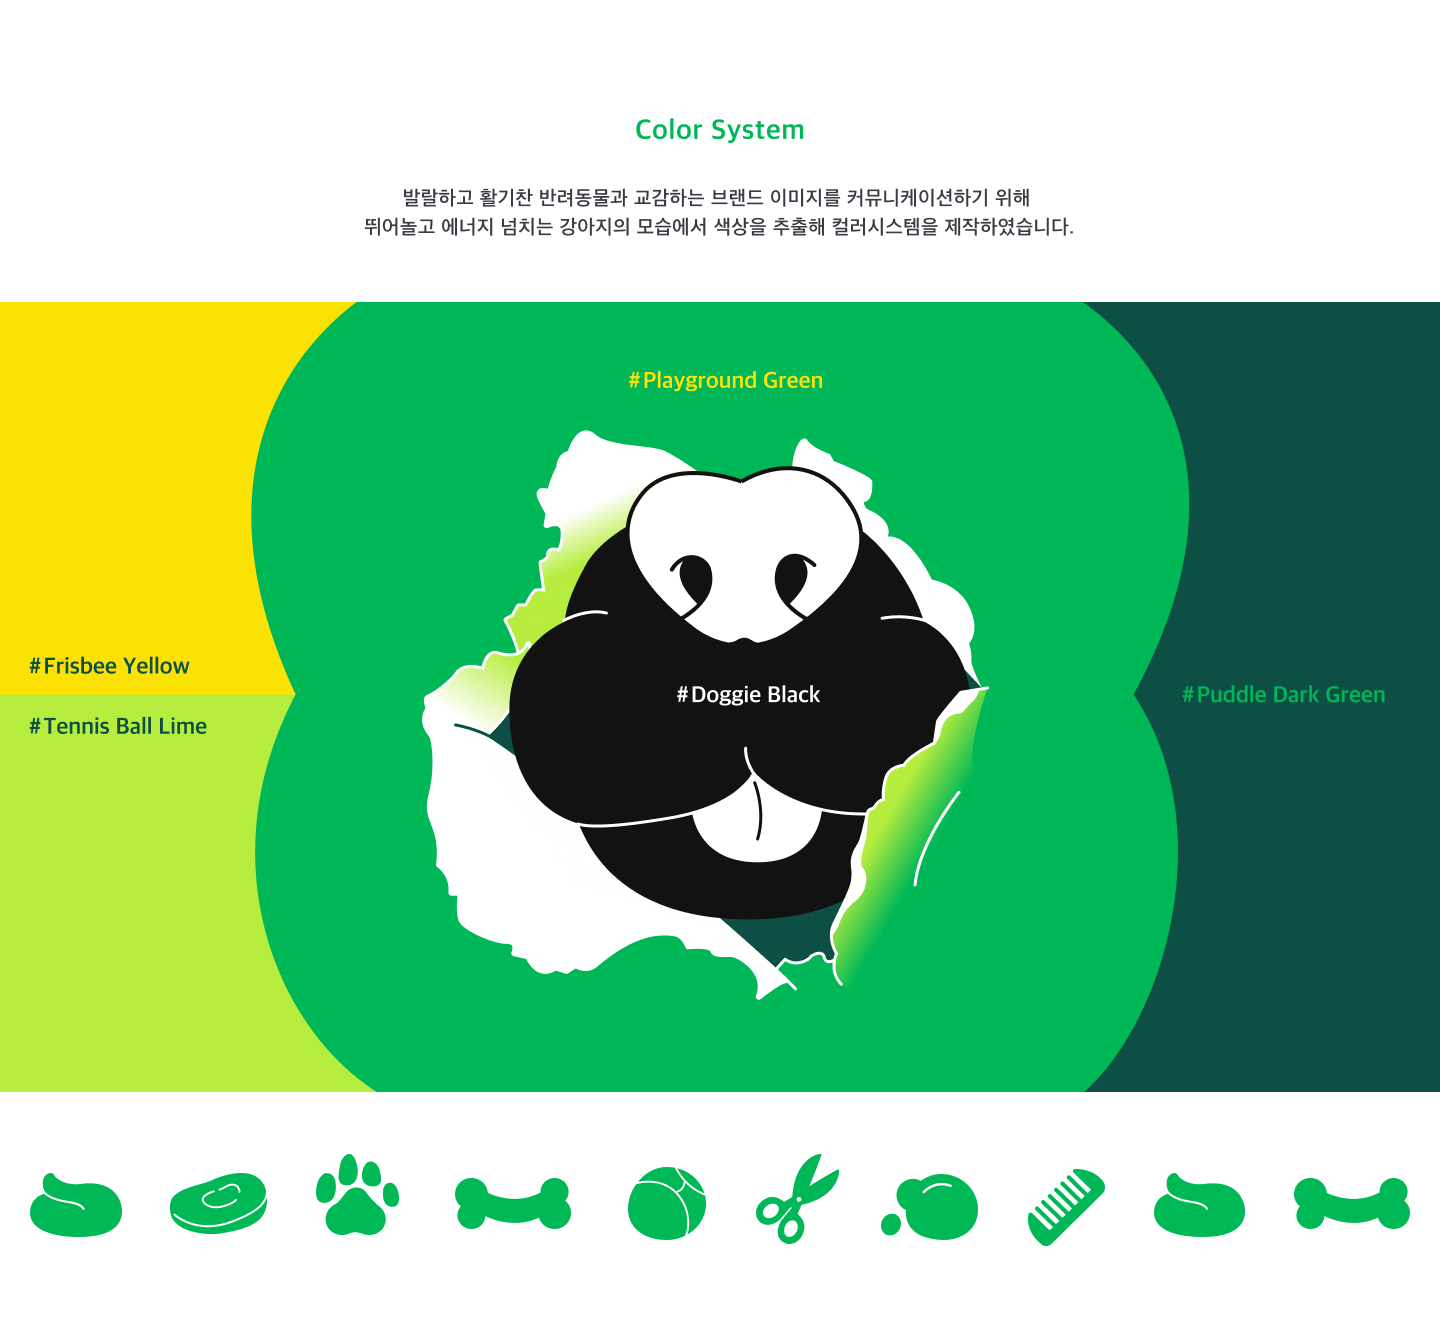 Color System
발랄하고 활기찬 반려동물과 교감하는 브랜드 이미지를 커뮤니케이션하기 위해
뛰어놀고 에너지 넘치는 강아지의 모습에서 색상을 추출해 컬러시스템을 제작하였습니다.
#Playground Green
#Frisbee Yellow
#Tennis Ball Lime
#Doggie Black
#Puddle Dark Green